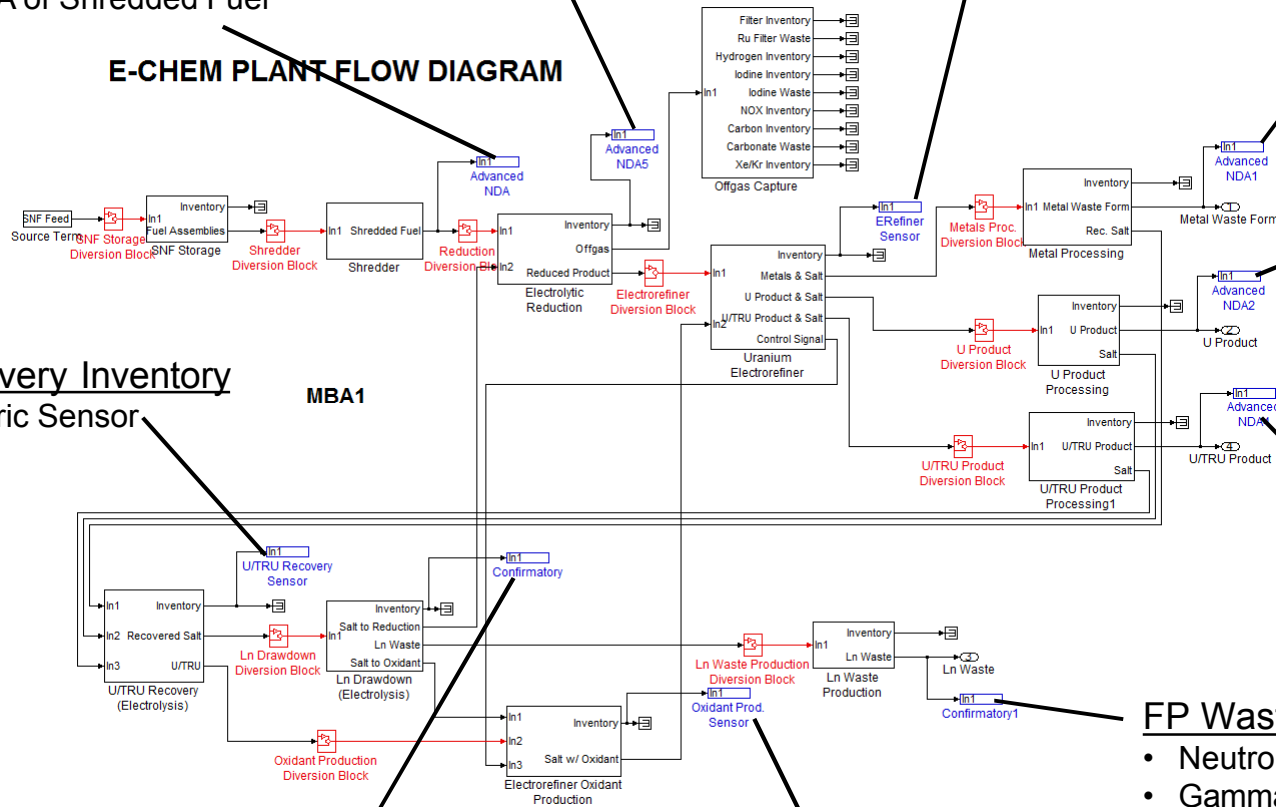 A of Shredded Fuel
E-CHEM PLANT FLOW DIAGRAM
Filter Inventory
Ru Filter Waste
Hydrogen Inventory
Iodine Inventory
In1
Iodine Waste
NOX Inventory
Carbon Inventory
Carbonate Waste
Xe/Kr Inventory
Offgas Capture
In1
Advanced
NDA
In1
Advanced
NDA5
In1
ERefiner
Sensor
In1
Advanced
NDA1
SNF Feed
Source Term
SNF Storage
Diversion Block
In1
Inventory
Fuel Assemblies
SNF Storage
Shredder
Diversion Block
In1
Shredded Fuel
Shredder
Reduction
Diversion Block
In1
In2
Inventory
Offgas
Reduced Product
Electrolytic
Reduction
Electrorefiner
Diversion Block
In1
In2
Inventory
Metals & Salt
U Product & Salt
U/TRU Product & Salt
Control Signal
Uranium
Electrorefiner
Metals Proc.
Diversion Block
In1
Inventory
Metal Waste Form
Rec. Salt
Metal Processing
1
Metal Waste Form
In1
Advanced
NDA2
U Product
Diversion Block
In1
Inventory
U Product
Salt
U Product
Processing
2
U Product
In1
Advanced
U/TRU Product
Diversion Block
In1
Inventory
U/TRU Product
Salt
U/TRU Product
Processing1
4
U/TRU Product
very Inventory
ric Sensor
MBA1
In1
U/TRU Recovery
Sensor
In1
Confirmatory
In1
In2
In3
Inventory
Recovered Salt
U/TRU
U/TRU Recovery
(Electrolysis)
Ln Drawdown
Diversion Block
In1
Inventory
Salt to Reduction
Ln Waste
Salt to Oxidant
Ln Drawdown
(Electrolysis)
Ln Waste Production
Diversion Block
In1
Inventory
Ln Waste
Ln Waste
Production
3
Ln Waste
In1
Confirmatory1
In1
Oxidant Prod.
Sensor
Oxidant Production
Diversion Block
In1
In2
In3
Inventory
Salt w/ Oxidant
Electrorefiner Oxidant
Production
FP Was
• Neutro
• Gamma